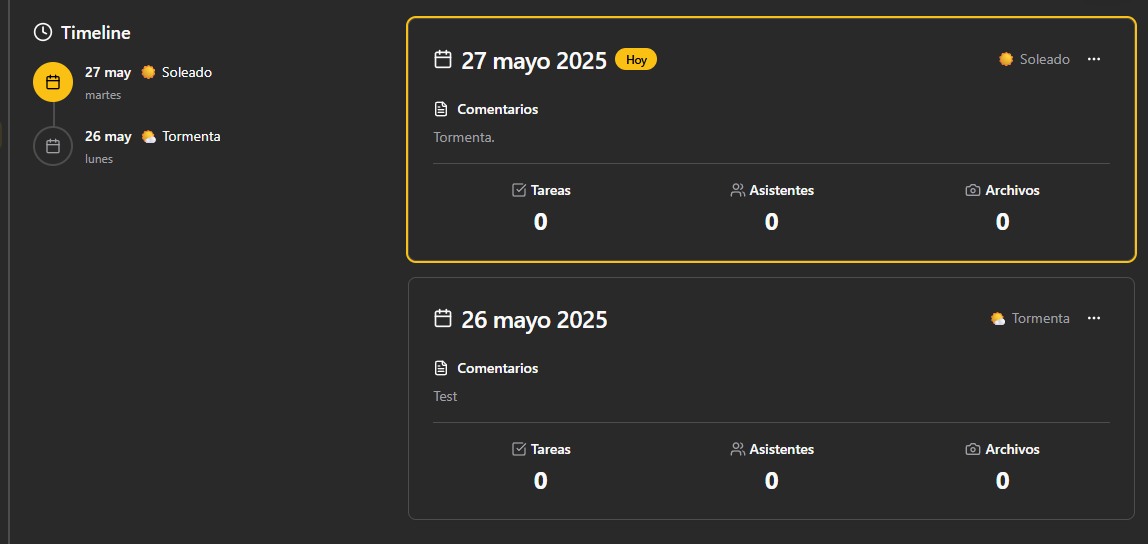 Timeline
27 may Soleado
martes
26 may Tormenta
lunes
27 mayo 2025 Hoy Soleado
Comentarios
Tormenta.
Tareas Asistentes Archivos
0 0 0
26 mayo 2025 Tormenta
Comentarios
Test
Tareas Asistentes Archivos
0 0 0